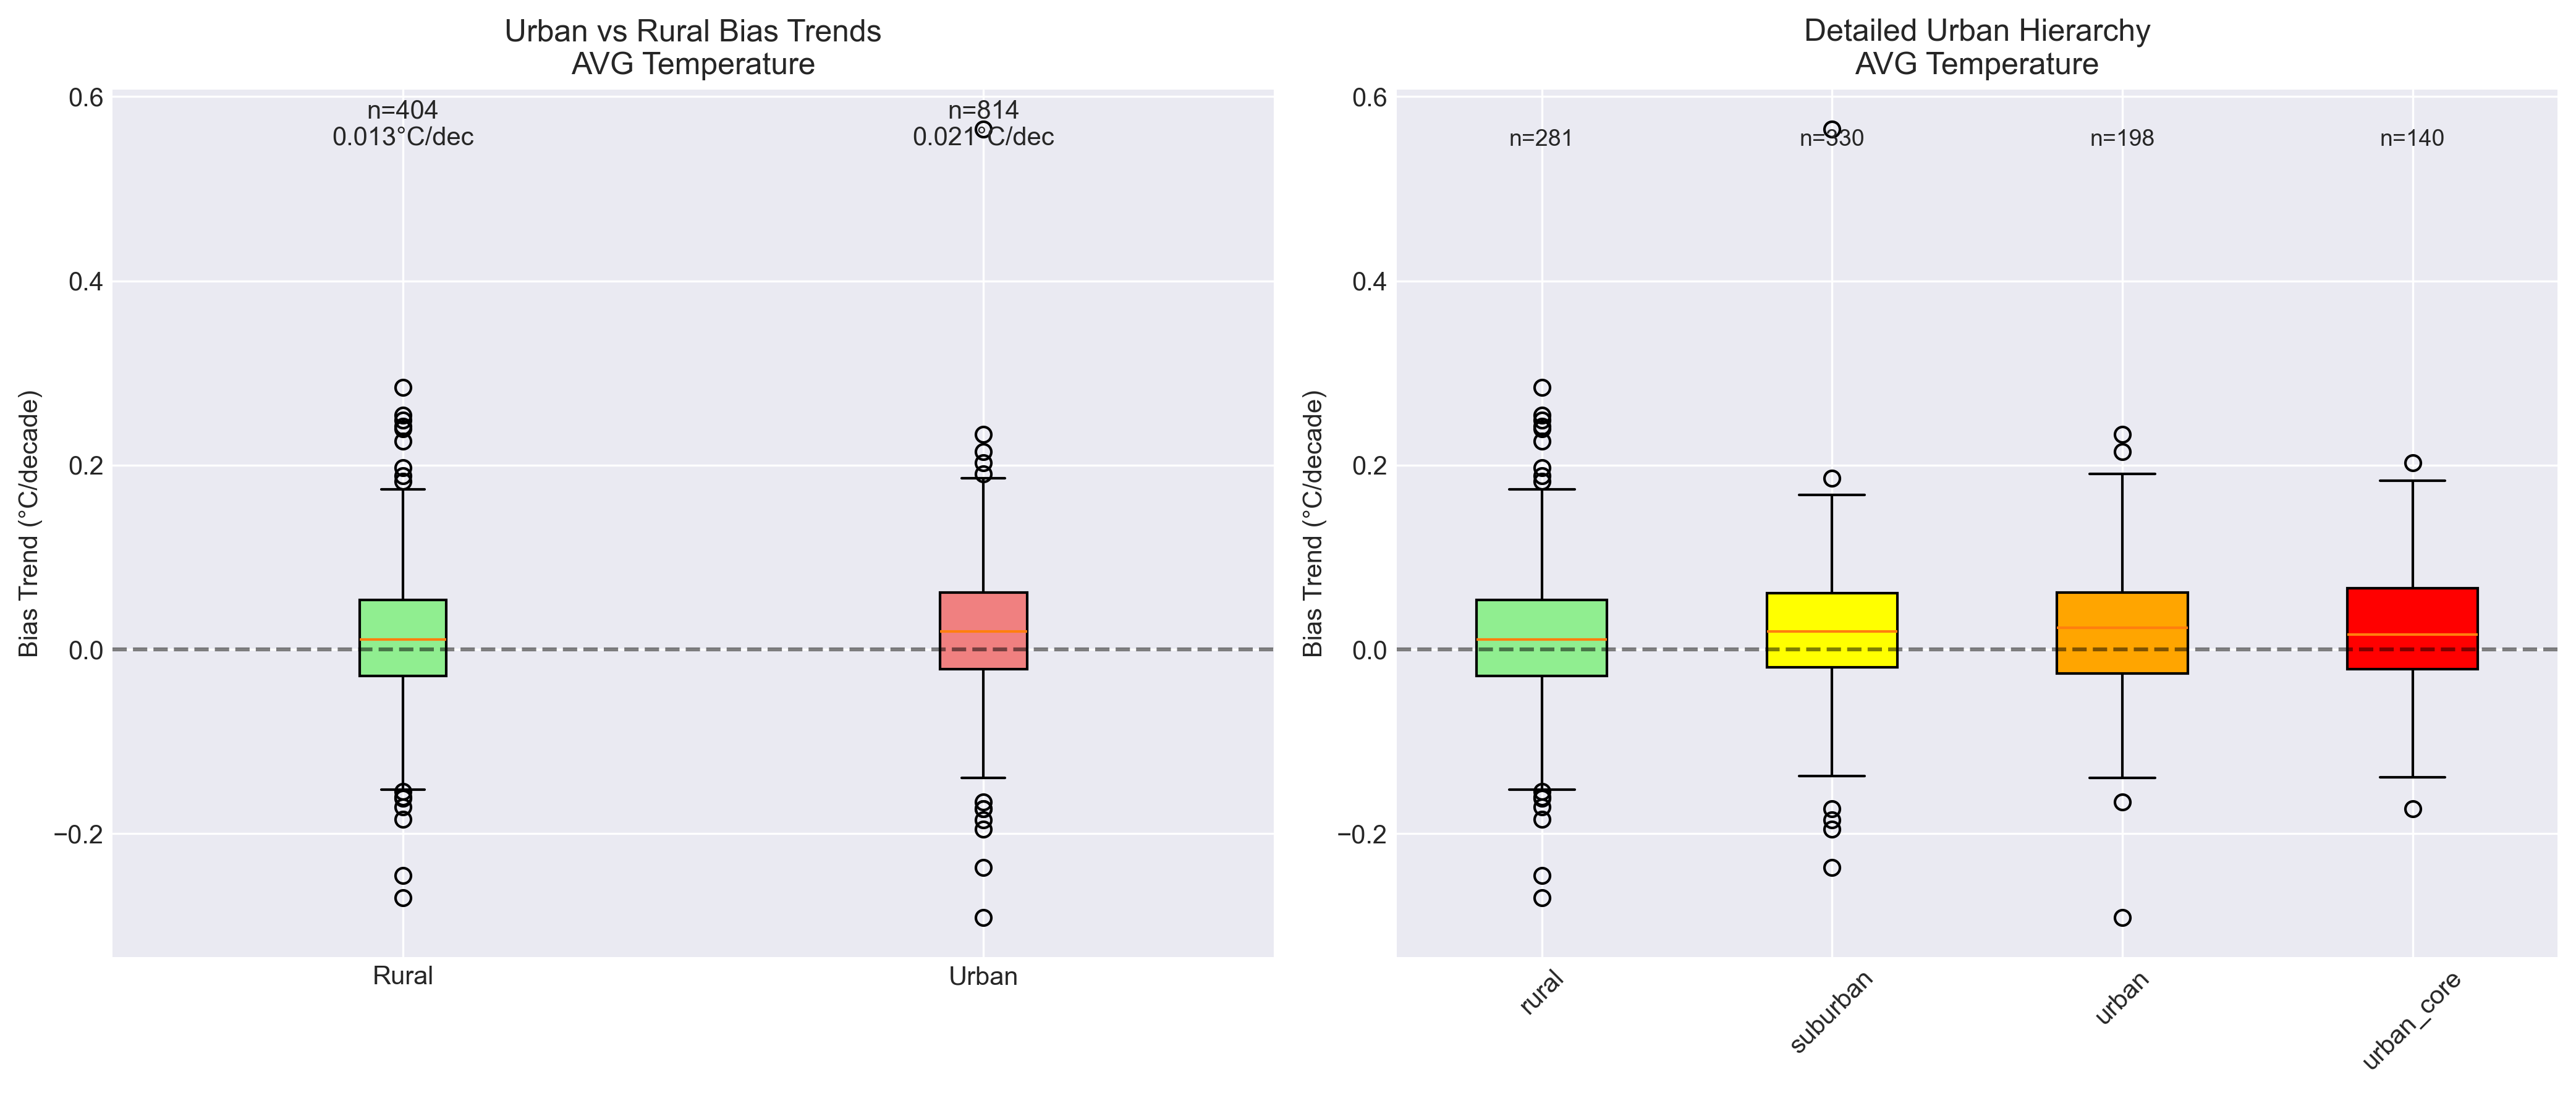 Urban vs Rural Bias Trends
AVG Temperature
n=404
0.013°C/dec
n=814
0.021°C/dec
Bias Trend (°C/decade)
0.6
0.4
0.2
0.0
−0.2
Rural
Urban
Detailed Urban Hierarchy
AVG Temperature
n=281
n=330
n=198
n=140
Bias Trend (°C/decade)
0.6
0.4
0.2
0.0
−0.2
rural
suburban
urban
urban_core